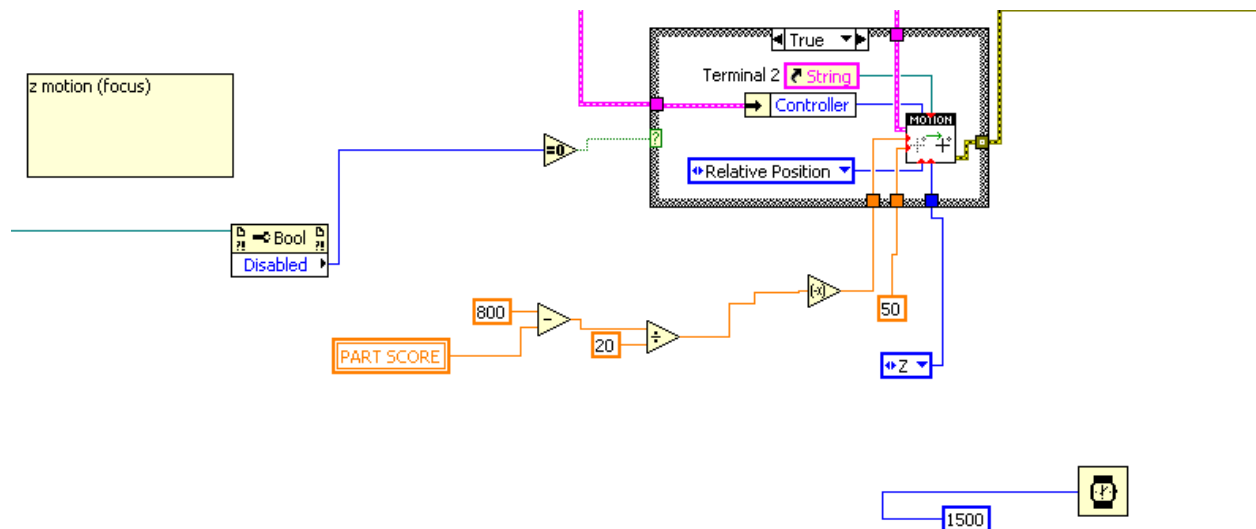 True
z motion (focus)
Terminal 2
String
Controller
MOTION
=0
?
Relative Position
Bool
?!
?!
Disabled
(-x)
800
-
50
20
÷
PART SCORE
Z
1500